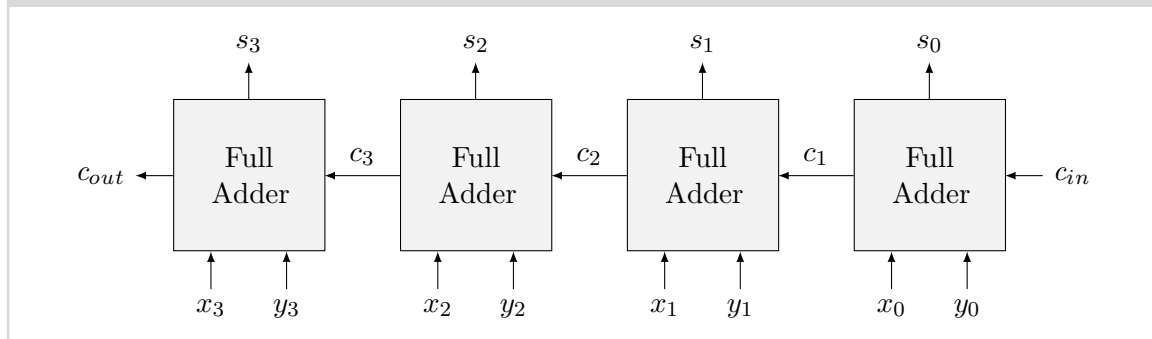 s₃ s₂ s₁ s₀
Full Full Full Full
c_out c₃ c₂ c₁ c_in
Adder Adder Adder Adder
x₃ y₃ x₂ y₂ x₁ y₁ x₀ y₀